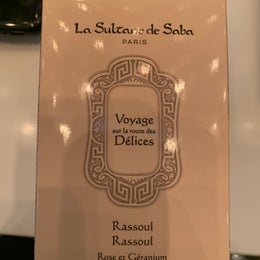 La Sultane de Saba
PARIS
Voyage
sur la route des
Délices
Rassoul
Rassoul
Rose et Géranium